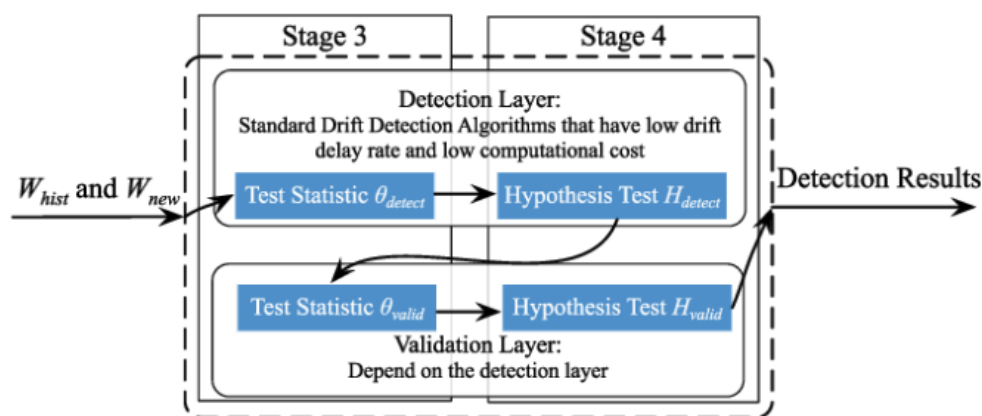 Stage 3
Stage 4
Detection Layer:
Standard Drift Detection Algorithms that have low drift
delay rate and low computational cost
W_hist and W_new
Test Statistic θ_detect
Hypothesis Test H_detect
Detection Results
Test Statistic θ_valid
Hypothesis Test H_valid
Validation Layer:
Depend on the detection layer